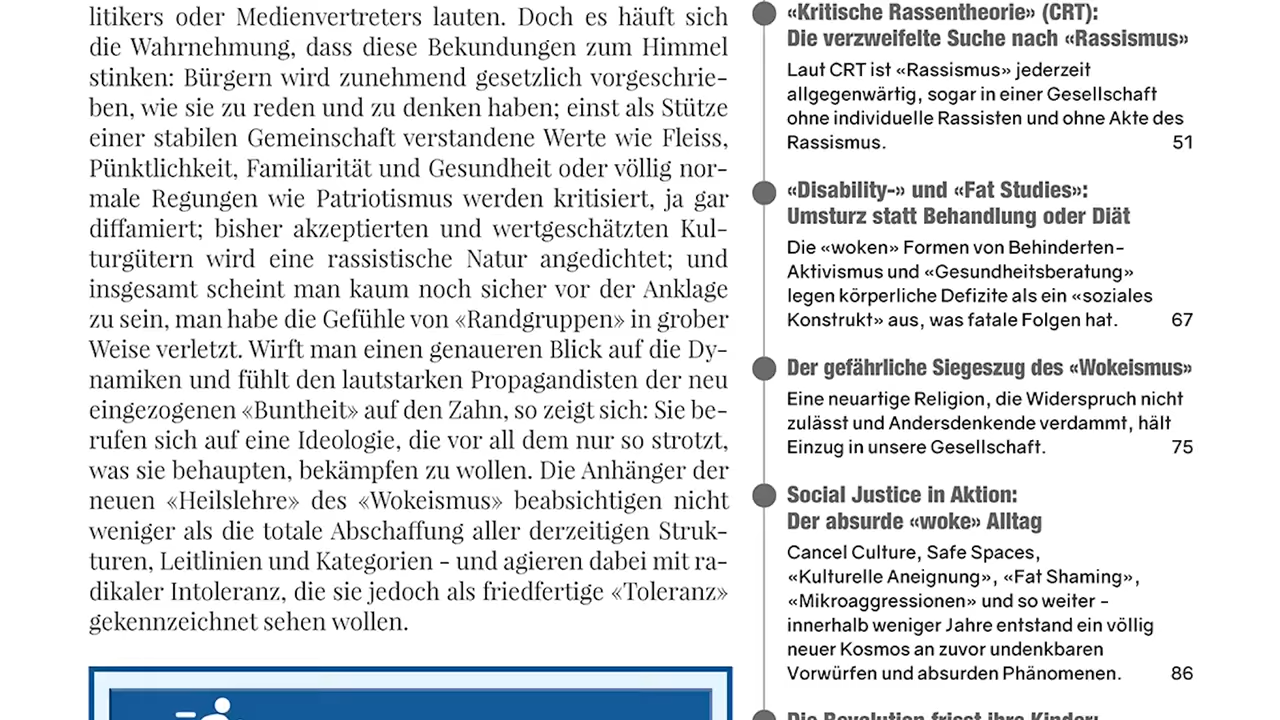 litikers oder Medienvertreters lauten. Doch es häuft sich
die Wahrnehmung, dass diese Bekundungen zum Himmel
stinken: Bürgern wird zunehmend gesetzlich vorgeschrie-
ben, wie sie zu reden und zu denken haben; einst als Stütze
einer stabilen Gemeinschaft verstandene Werte wie Fleiss,
Pünktlichkeit, Familiarität und Gesundheit oder völlig nor-
male Regungen wie Patriotismus werden kritisiert, ja gar
diffamiert; bisher akzeptierten und wertgeschätzten Kul-
turgütern wird eine rassistische Natur angedichtet; und
insgesamt scheint man kaum noch sicher vor der Anklage
zu sein, man habe die Gefühle von «Randgruppen» in grober
Weise verletzt. Wirft man einen genaueren Blick auf die Dy-
namiken und fühlt den lautstarken Propagandisten der neu
eingezogenen «Buntheit» auf den Zahn, so zeigt sich: Sie be-
rufen sich auf eine Ideologie, die vor all dem nur so strotzt,
was sie behaupten, bekämpfen zu wollen. Die Anhänger der
neuen «Heilslehre» des «Wokeismus» beabsichtigen nicht
weniger als die totale Abschaffung aller derzeitigen Struk-
turen, Leitlinien und Kategorien – und agieren dabei mit ra-
dikaler Intoleranz, die sie jedoch als friedfertige «Toleranz»
gekennzeichnet sehen wollen.
«Kritische Rassentheorie» (CRT):
Die verzweifelte Suche nach «Rassismus»
Laut CRT ist «Rassismus» jederzeit
allgegenwärtig, sogar in einer Gesellschaft
ohne individuelle Rassisten und ohne Akte des
Rassismus. 51
«Disability-» und «Fat Studies»:
Umsturz statt Behandlung oder Diät
Die «woken» Formen von Behinderten-
Aktivismus und «Gesundheitsberatung»
legen körperliche Defizite als ein «soziales
Konstrukt» aus, was fatale Folgen hat. 67
Der gefährliche Siegeszug des «Wokeismus»
Eine neuartige Religion, die Widerspruch nicht
zulässt und Andersdenkende verdammt, hält
Einzug in unsere Gesellschaft. 75
Social Justice in Aktion:
Der absurde «woke» Alltag
Cancel Culture, Safe Spaces,
«Kulturelle Aneignung», «Fat Shaming»,
«Mikroaggressionen» und so weiter –
innerhalb weniger Jahre entstand ein völlig
neuer Kosmos an zuvor undenkbaren
Vorwürfen und absurden Phänomenen. 86
Die Revolution frisst ihre Kinder: